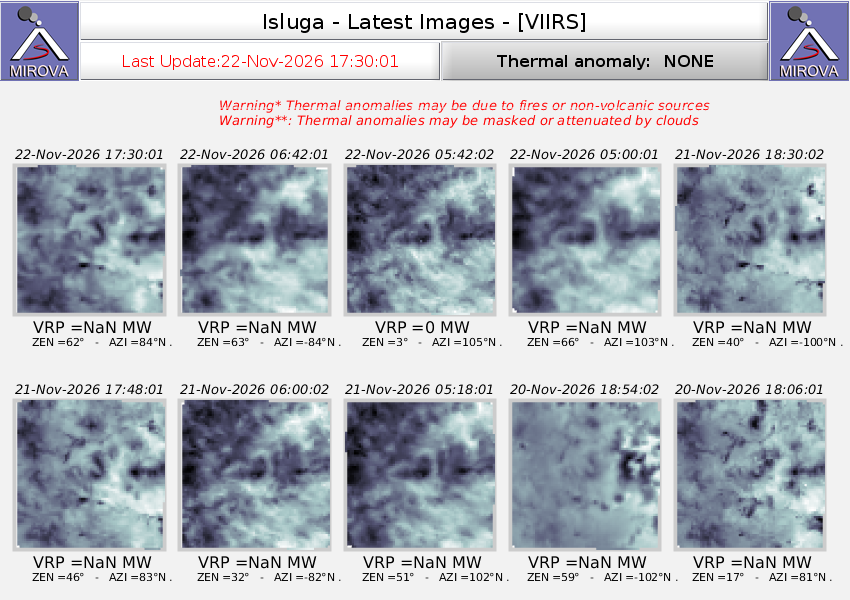 Isluga - Latest Images - [VIIRS]
MIROVA
Last Update:22-Nov-2026 17:30:01
Thermal anomaly: NONE
MIROVA
Warning* Thermal anomalies may be due to fires or non-volcanic sources
Warning**: Thermal anomalies may be masked or attenuated by clouds
22-Nov-2026 17:30:01 22-Nov-2026 06:42:01 22-Nov-2026 05:42:02 22-Nov-2026 05:00:01 21-Nov-2026 18:30:02
VRP =NaN MW VRP =NaN MW VRP =0 MW VRP =NaN MW VRP =NaN MW
ZEN =62° - AZI =84°N . ZEN =63° - AZI =-84°N . ZEN =3° - AZI =105°N . ZEN =66° - AZI =103°N . ZEN =40° - AZI =-100°N .
21-Nov-2026 17:48:01 21-Nov-2026 06:00:02 21-Nov-2026 05:18:01 20-Nov-2026 18:54:02 20-Nov-2026 18:06:01
VRP =NaN MW VRP =NaN MW VRP =NaN MW VRP =NaN MW VRP =NaN MW
ZEN =46° - AZI =83°N . ZEN =32° - AZI =-82°N . ZEN =51° - AZI =102°N . ZEN =59° - AZI =-102°N . ZEN =17° - AZI =81°N .